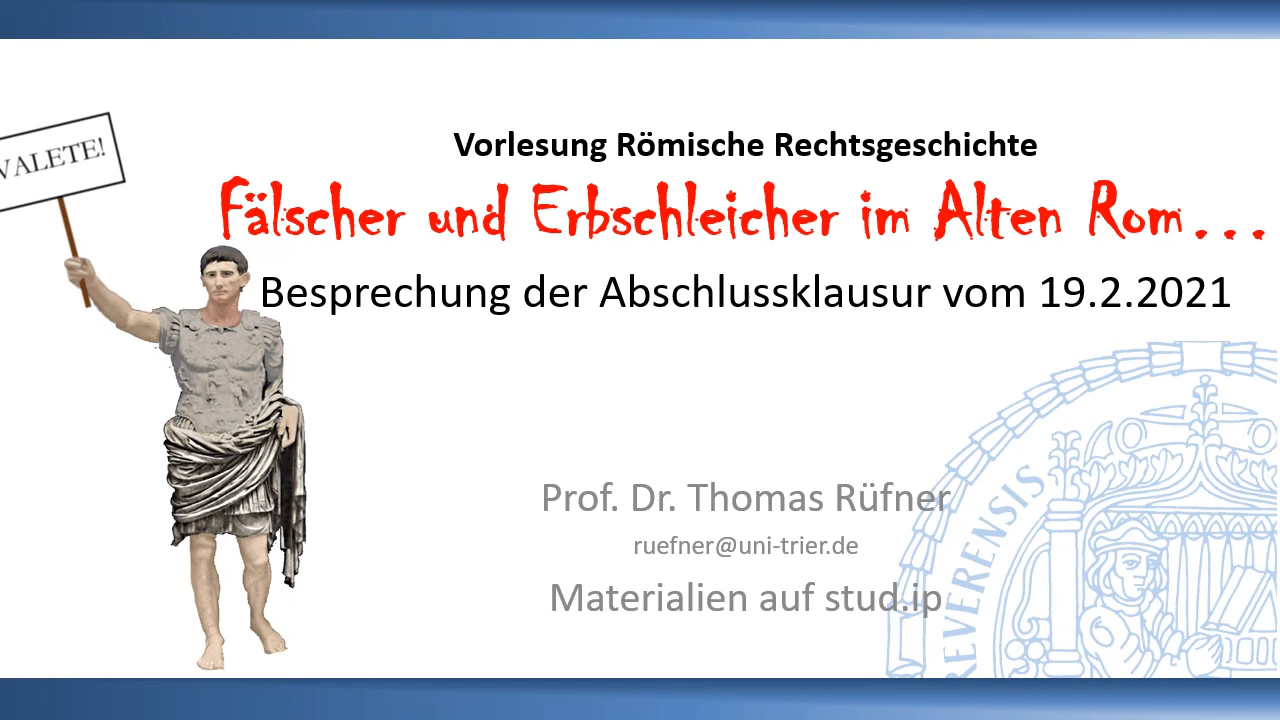 VALETE!
Vorlesung Römische Rechtsgeschichte
Fälscher und Erbschleicher im Alten Rom...
Besprechung der Abschlussklausur vom 19.2.2021
Prof. Dr. Thomas Rüfner
ruefner@uni-trier.de
Materialien auf stud.ip
REVERENSIS